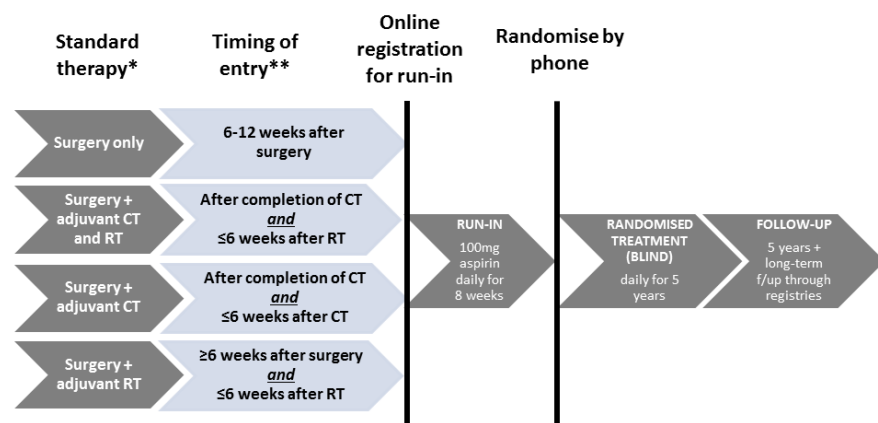 Standard
therapy*
Timing of
entry**
Online
registration
for run-in
Randomise by
phone
Surgery only
6-12 weeks after
surgery
Surgery +
adjuvant CT
and RT
After completion of CT
and
≤6 weeks after RT
Surgery +
adjuvant CT
After completion of CT
and
≤6 weeks after CT
Surgery +
adjuvant RT
≥6 weeks after surgery
and
≤6 weeks after RT
RUN-IN
100mg
aspirin
daily for
8 weeks
RANDOMISED
TREATMENT
(BLIND)
daily for 5
years
FOLLOW-UP
5 years +
long-term
f/up through
registries